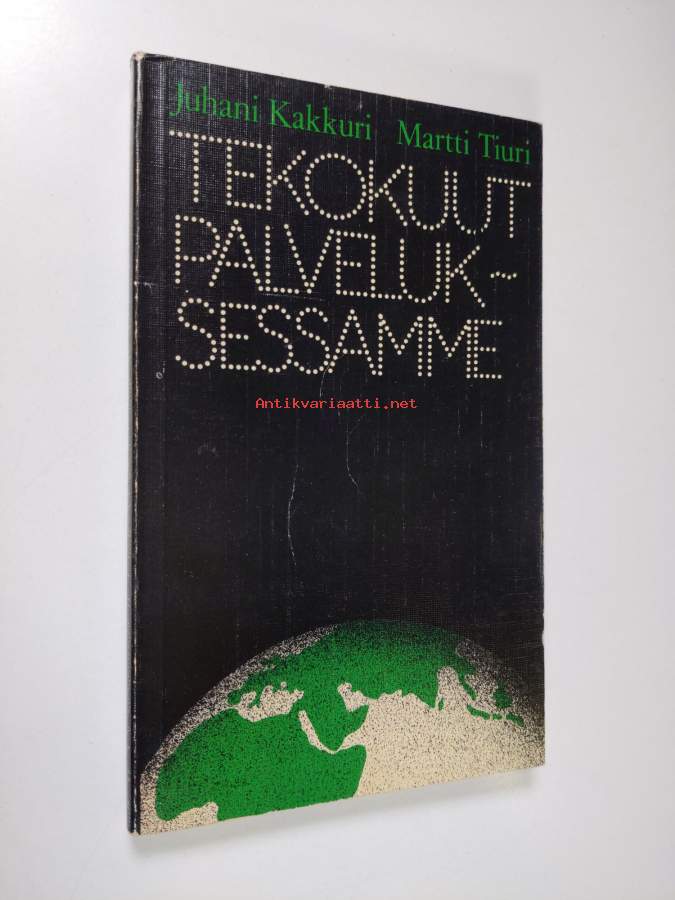 Juhani Kakkuri Martti Tiuri
TEKOKUUT
PALVELUK-
SESSAMME
Antikvariaatti.net